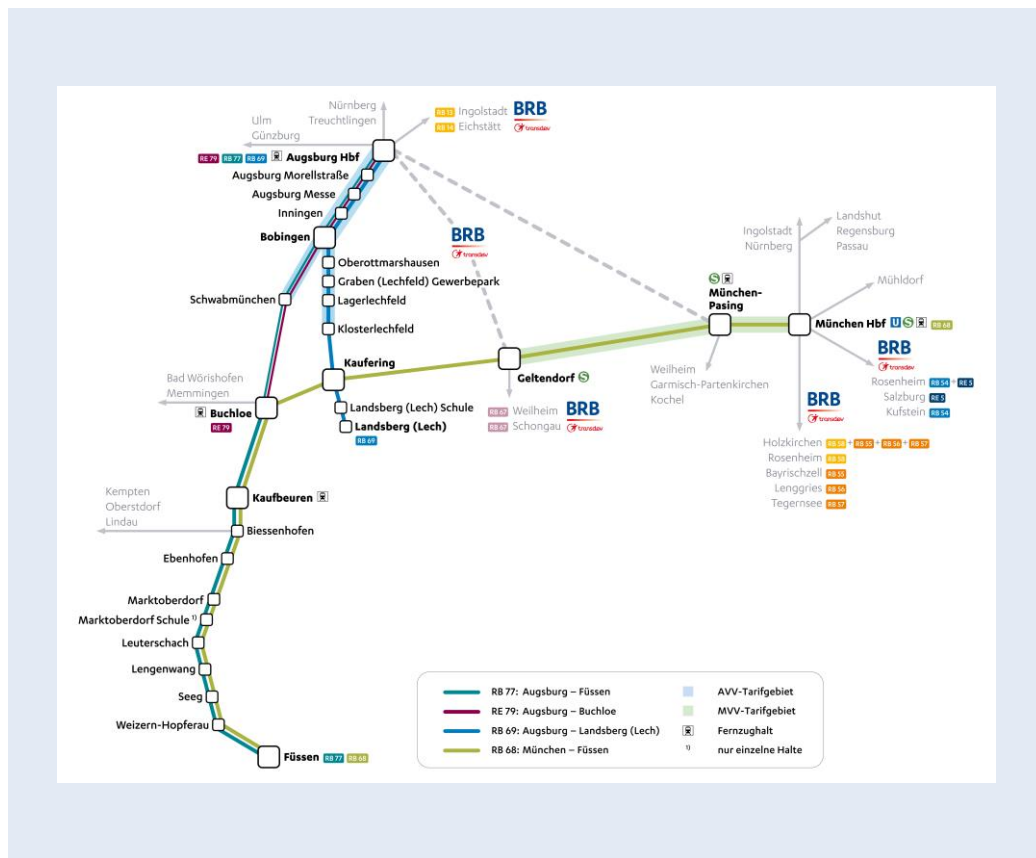 Nürnberg
Treuchtlingen
RB 13 Ingolstadt BRB
RB 14 Eichstätt transdev
Ulm
Günzburg
RE 79 RB 77 RB 69 Augsburg Hbf
Augsburg Morellstraße
Augsburg Messe
Inningen
Bobingen
BRB
transdev
Oberottmarshausen
Graben (Lechfeld) Gewerbepark
Lagerlechfeld
Klosterlechfeld
Schwabmünchen
Landshut
Regensburg
Passau
Ingolstadt
Nürnberg
Mühldorf
S
München-
Pasing
München Hbf U S RB 68
Kaufering
Geltendorf S
Weilheim
Garmisch-Partenkirchen
Kochel
BRB
transdev
Rosenheim RB 54 + RE 5
Salzburg RE 5
Kufstein RB 54
Bad Wörishofen
Memmingen
Buchloe
RE 79
Landsberg (Lech) Schule
Landsberg (Lech)
RB 69
RB 67 Weilheim BRB
RB 67 Schongau transdev
BRB
transdev
Holzkirchen RB 58 + RB 55 + RB 56 + RB 57
Rosenheim RB 58
Bayrischzell RB 55
Lenggries RB 56
Tegernsee RB 57
Kaufbeuren
Kempten
Oberstdorf
Lindau
Biessenhofen
Ebenhofen
Marktoberdorf
Marktoberdorf Schule 1)
Leuterschach
Lengenwang
Seeg
Weizern-Hopferau
Füssen RB 77 RB 68
RB 77: Augsburg – Füssen
RE 79: Augsburg – Buchloe
RB 69: Augsburg – Landsberg (Lech)
RB 68: München – Füssen
AVV-Tarifgebiet
MVV-Tarifgebiet
Fernzughalt
1) nur einzelne Halte